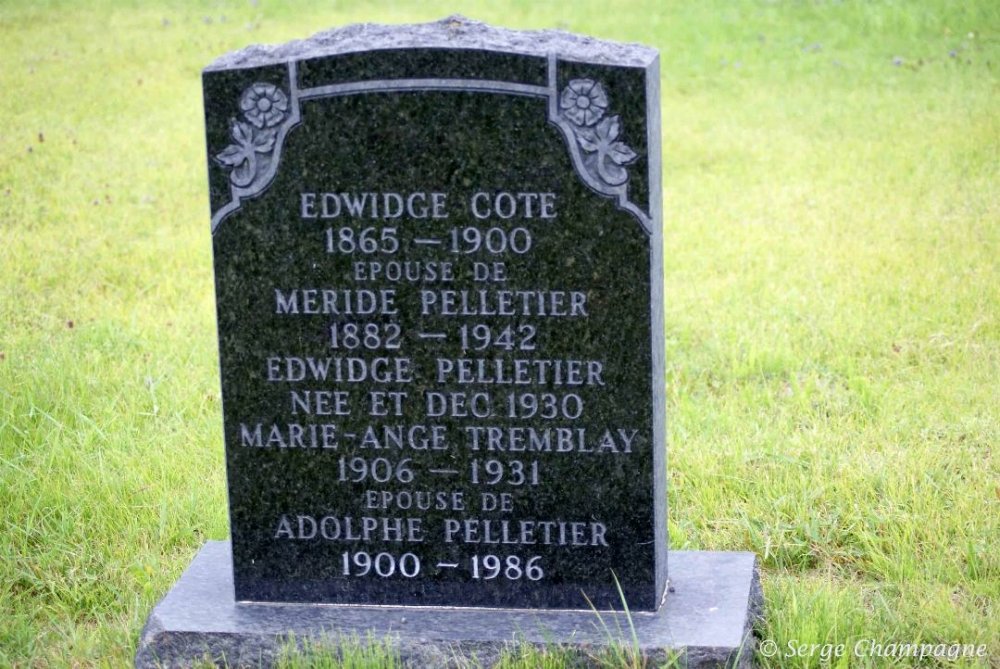 EDWIDGE COTE
1865 — 1900
EPOUSE DE
MERIDE PELLETIER
1882 — 1942
EDWIDGE PELLETIER
NEE ET DEC 1930
MARIE-ANGE TREMBLAY
1906 — 1931
EPOUSE DE
ADOLPHE PELLETIER
1900 — 1986
© Serge Champagne